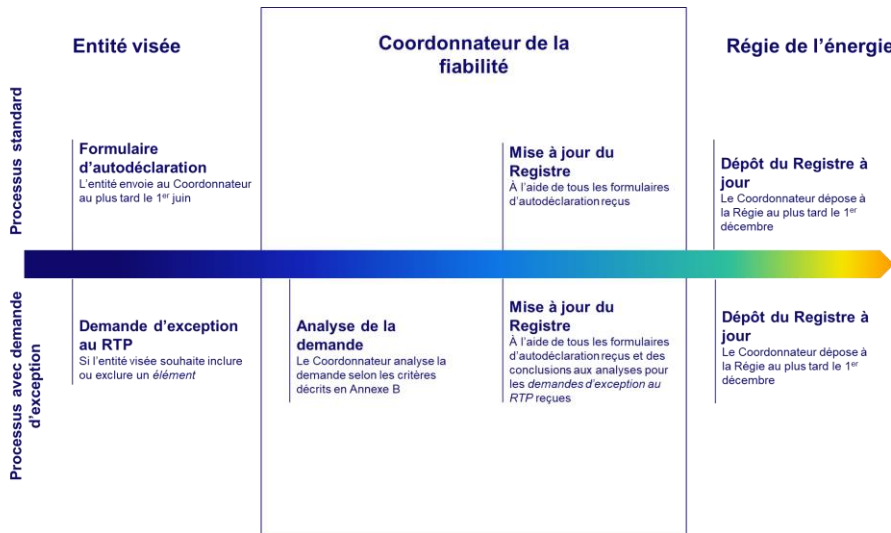 Entité visée
Coordonnateur de la
fiabilité
Régie de l'énergie
Processus standard
Formulaire
d'autodéclaration
L'entité envoie au Coordonnateur
au plus tard le 1er juin
Mise à jour du
Registre
À l'aide de tous les formulaires
d'autodéclaration reçus
Dépôt du Registre à
jour
Le Coordonnateur dépose à
la Régie au plus tard le 1er
décembre
Processus avec demande
d'exception
Demande d'exception
au RTP
Si l'entité visée souhaite inclure
ou exclure un élément
Analyse de la
demande
Le Coordonnateur analyse la
demande selon les critères
décrits en Annexe B
Mise à jour du
Registre
À l'aide de tous les formulaires
d'autodéclaration reçus et des
conclusions aux analyses pour
les demandes d'exception au
RTP reçues
Dépôt du Registre à
jour
Le Coordonnateur dépose à
la Régie au plus tard le 1er
décembre